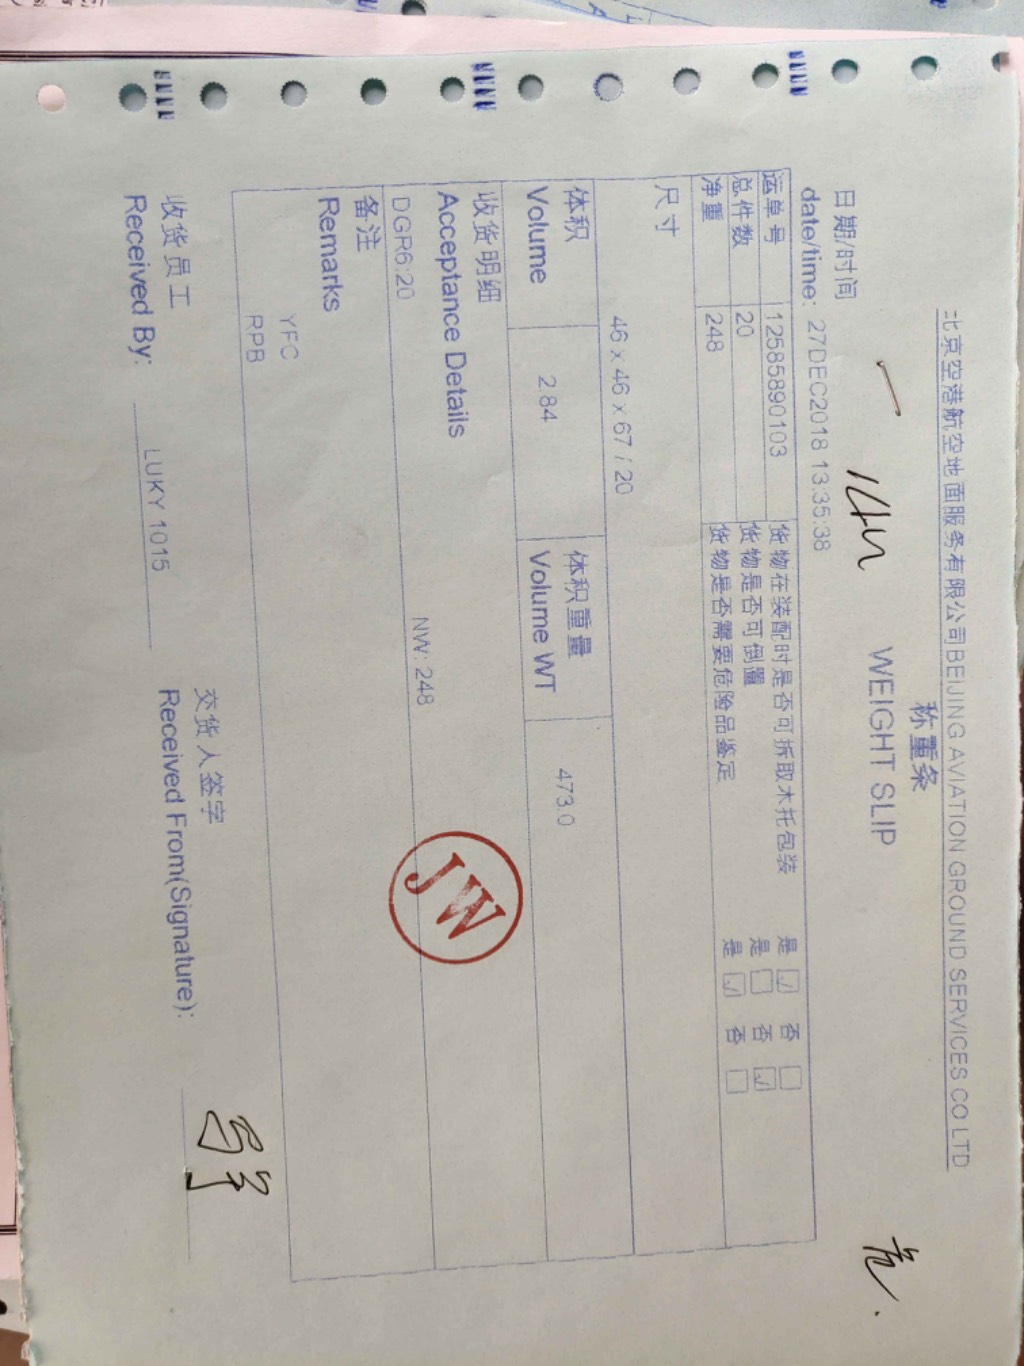 北京空港航空地面服务有限公司BEIJING AVIATION GROUND SERVICES CO LTD
称重条
WEIGHT SLIP
日期/时间
date/time: 27DEC2018 13:35:38
运单号 12585890103 货物在装配时是否可拆取木托包装 是 ☑ 否 □
总件数 20 货物是否可倒置 是 □ 否 ☑
净重 248 货物是否需要危险品鉴定 是 ☑ 否 □
尺寸
46 x 46 x 67 / 20
体积 体积重量
Volume 2.84 Volume WT 473.0
收货明细
Acceptance Details NW: 248
DGR6:20
JW
备注
Remarks
YFC
RPB
收货员工 交货人签字
Received By: LUKY 1015 Received From(Signature):